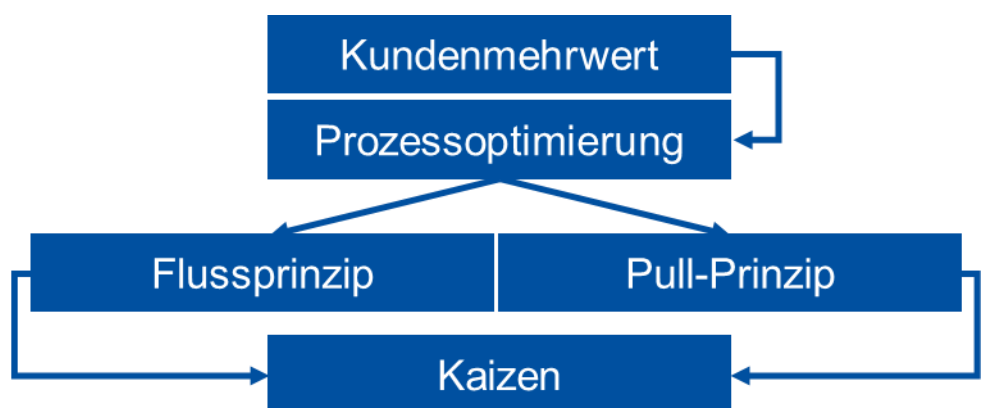 Kundenmehrwert
Prozessoptimierung
Flussprinzip
Pull-Prinzip
Kaizen